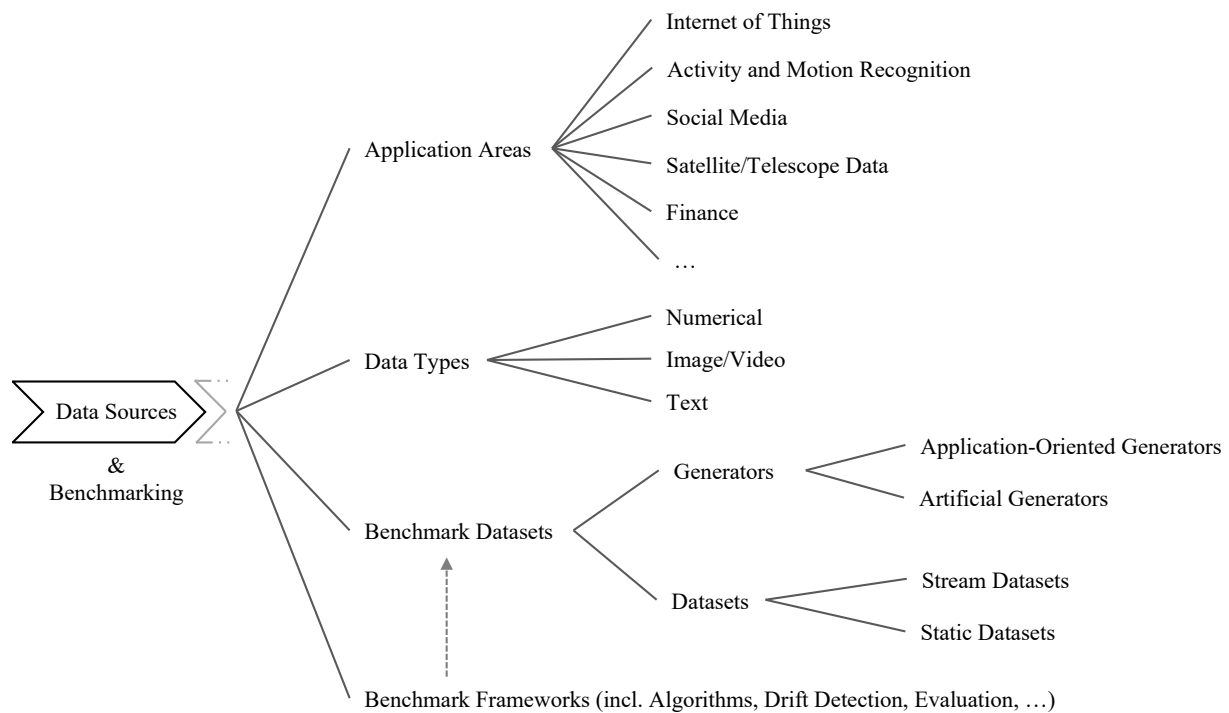 Internet of Things
Activity and Motion Recognition
Social Media
Application Areas
Satellite/Telescope Data
Finance
…
Numerical
Data Types
Image/Video
Text
Data Sources
&
Benchmarking
Application-Oriented Generators
Generators
Artificial Generators
Benchmark Datasets
Stream Datasets
Datasets
Static Datasets
Benchmark Frameworks (incl. Algorithms, Drift Detection, Evaluation, …)